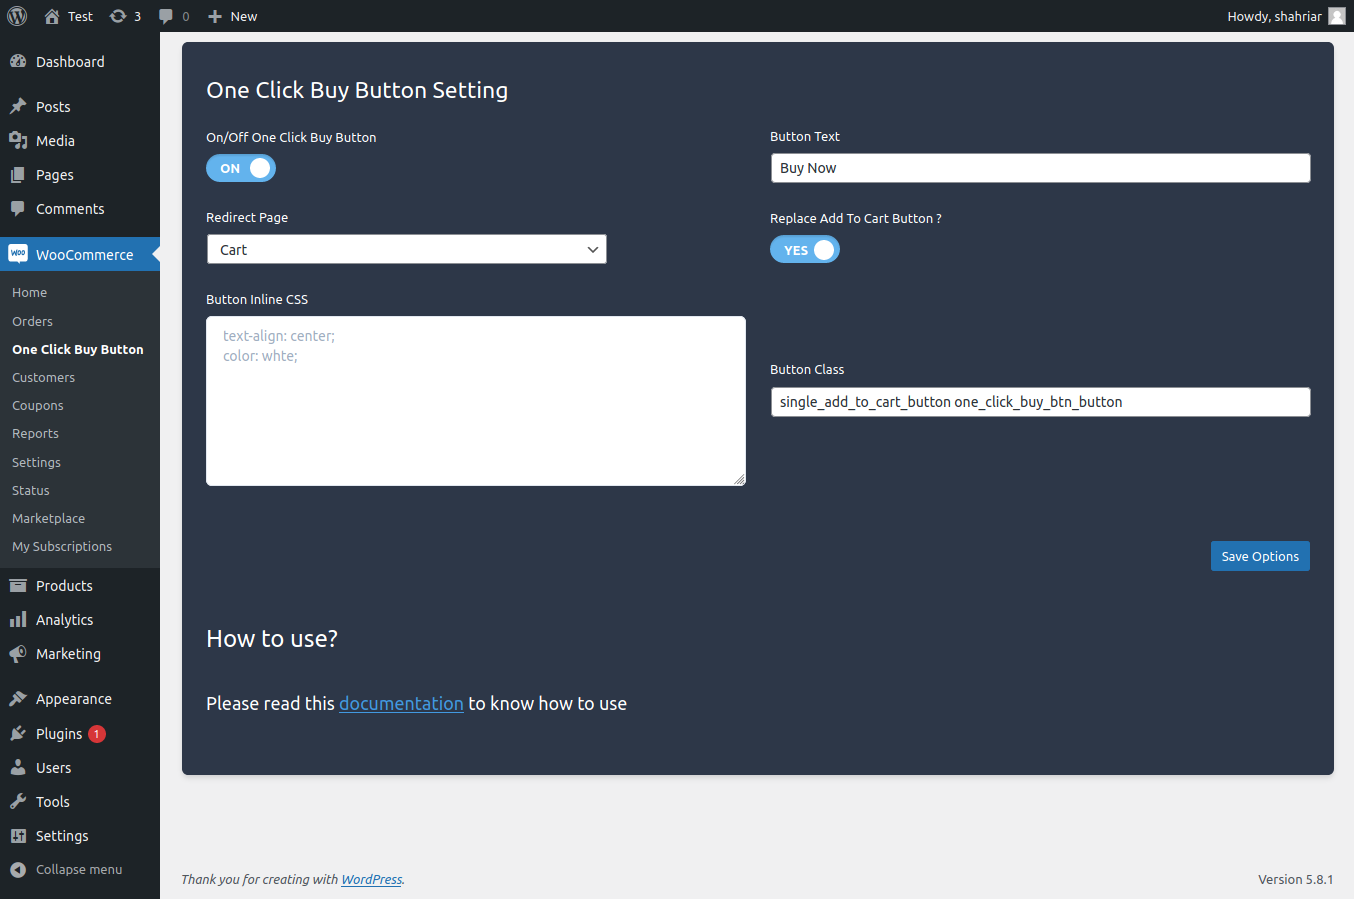 Test
3
0
New
Howdy, shahriar
Dashboard
Posts
Media
Pages
Comments
WOO
WooCommerce
Home
Orders
One Click Buy Button
Customers
Coupons
Reports
Settings
Status
Marketplace
My Subscriptions
Products
Analytics
Marketing
Appearance
Plugins 1
Users
Tools
Settings
Collapse menu
One Click Buy Button Setting
On/Off One Click Buy Button
ON
Button Text
Buy Now
Redirect Page
Cart
Replace Add To Cart Button ?
YES
Button Inline CSS
text-align: center;
color: whte;
Button Class
single_add_to_cart_button one_click_buy_btn_button
Save Options
How to use?
Please read this documentation to know how to use
Thank you for creating with WordPress.
Version 5.8.1